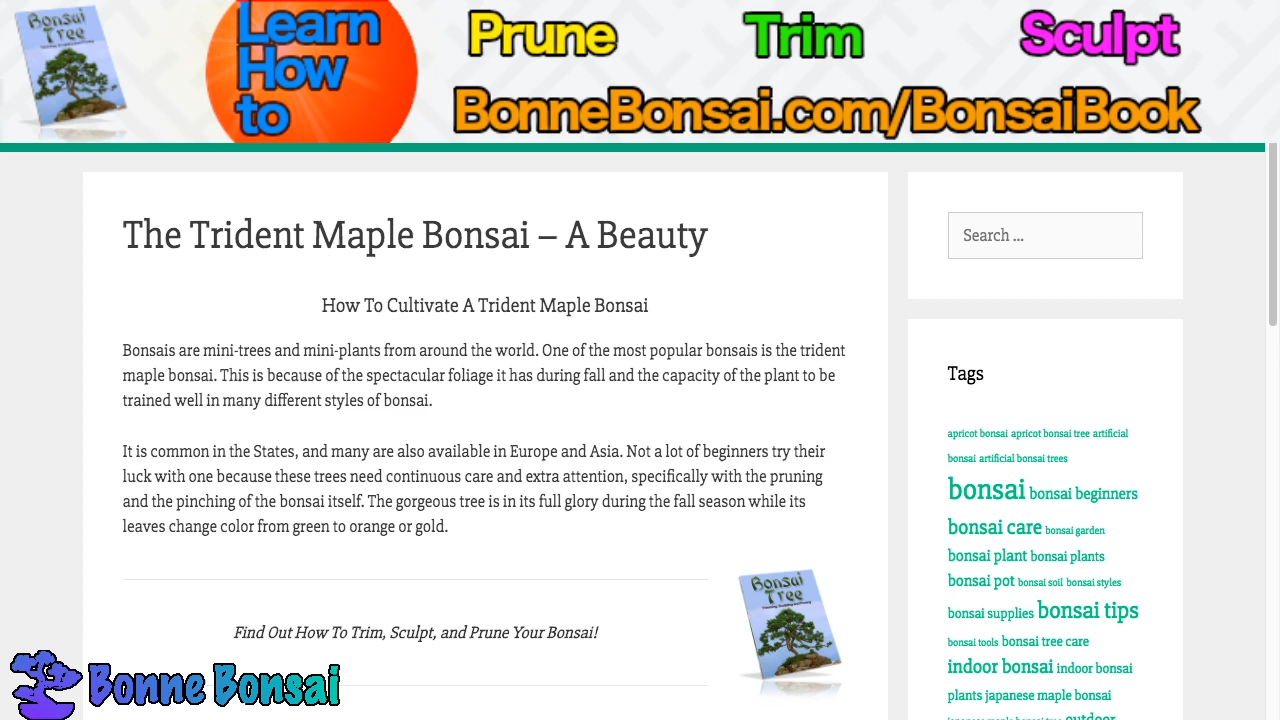 Bonsai
Tree
Learn
How
to
Prune Trim Sculpt
BonneBonsai.com/BonsaiBook
The Trident Maple Bonsai – A Beauty
How To Cultivate A Trident Maple Bonsai
Bonsais are mini-trees and mini-plants from around the world. One of the most popular bonsais is the trident
maple bonsai. This is because of the spectacular foliage it has during fall and the capacity of the plant to be
trained well in many different styles of bonsai.
It is common in the States, and many are also available in Europe and Asia. Not a lot of beginners try their
luck with one because these trees need continuous care and extra attention, specifically with the pruning
and the pinching of the bonsai itself. The gorgeous tree is in its full glory during the fall season while its
leaves change color from green to orange or gold.
Find Out How To Trim, Sculpt, and Prune Your Bonsai!
Bonsai
Tree
Bonne Bonsai
Search ...
Tags
apricot bonsai apricot bonsai tree artificial
bonsai artificial bonsai trees
bonsai bonsai beginners
bonsai care bonsai garden
bonsai plant bonsai plants
bonsai pot bonsai soil bonsai styles
bonsai supplies bonsai tips
bonsai tools bonsai tree care
indoor bonsai indoor bonsai
plants japanese maple bonsai
japanese maple bonsai tree outdoor